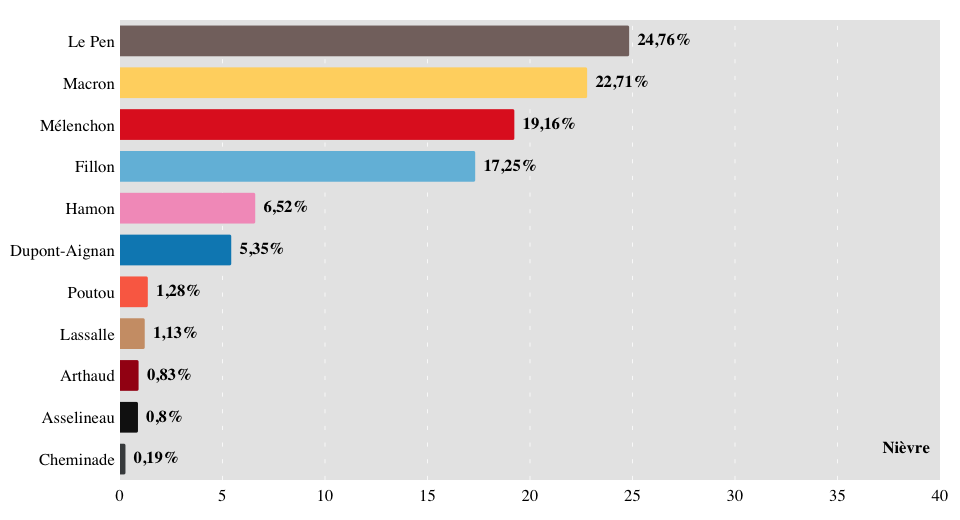 Le Pen 24,76%
Macron 22,71%
Mélenchon 19,16%
Fillon 17,25%
Hamon 6,52%
Dupont-Aignan 5,35%
Poutou 1,28%
Lassalle 1,13%
Arthaud 0,83%
Asselineau 0,8%
Nièvre
Cheminade 0,19%
0 5 10 15 20 25 30 35 40